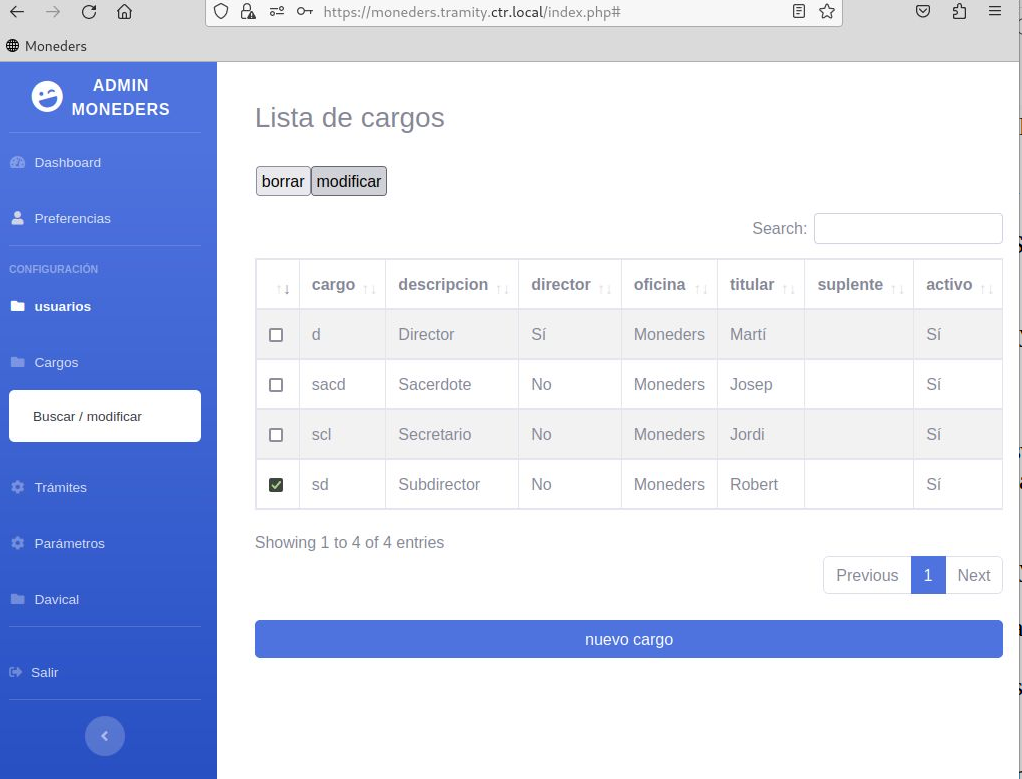 https://moneders.tramity.ctr.local/index.php#
Moneders
ADMIN
MONEDERS
Dashboard
Preferencias
CONFIGURACIÓN
usuarios
Cargos
Buscar / modificar
Trámites
Parámetros
Davical
Salir
Lista de cargos
borrar modificar
Search:
cargo descripcion director oficina titular suplente activo
d Director Sí Moneders Martí Sí
sacd Sacerdote No Moneders Josep Sí
scl Secretario No Moneders Jordi Sí
sd Subdirector No Moneders Robert Sí
Showing 1 to 4 of 4 entries
Previous 1 Next
nuevo cargo